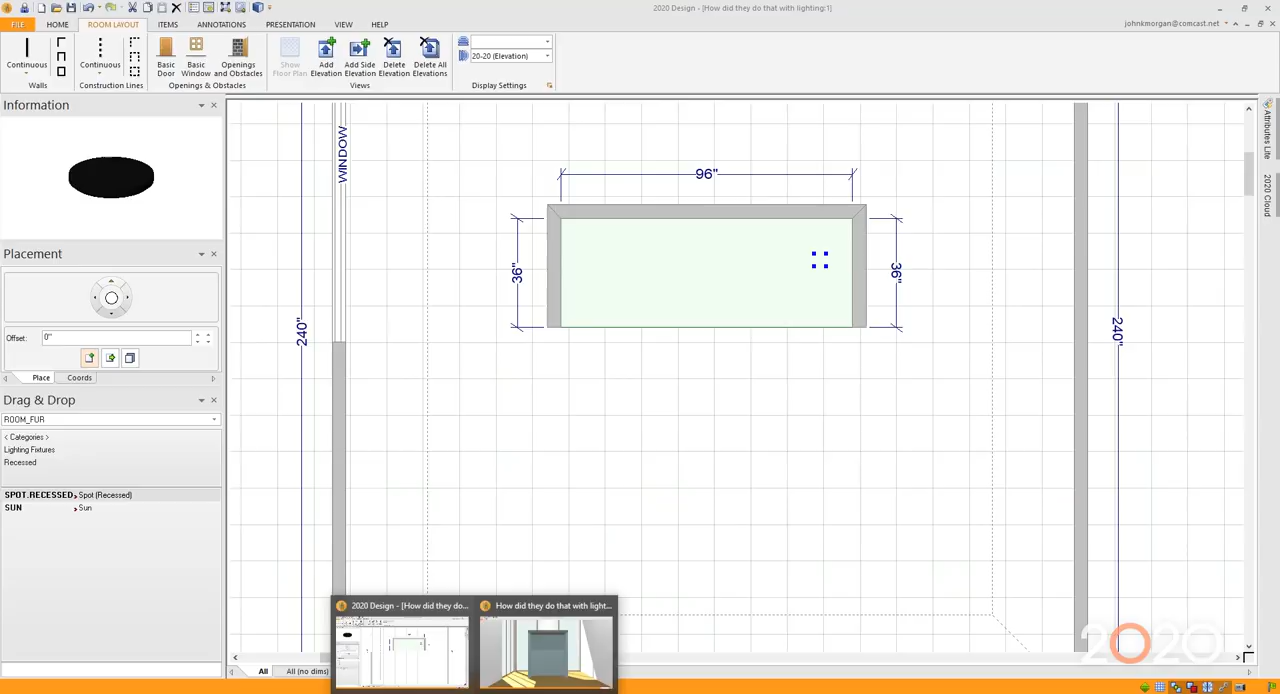 2020 Design - [How did they do that with lighting:1]
FILE
HOME
ROOM LAYOUT
ITEMS
ANNOTATIONS
PRESENTATION
VIEW
HELP
johnkmorgan@comcast.net
Continuous
Continuous
Basic Door
Basic Window
Openings and Obstacles
Show Floor Plan
Add Elevation
Add Side Elevation
Delete Elevation
Delete All Elevations
20-20 (Elevation)
Walls
Construction Lines
Openings & Obstacles
Views
Display Settings
Information
Placement
Offset:
0"
Place
Coords
Drag & Drop
ROOM_FUR
< Categories >
Lighting Fixtures
Recessed
SPOT.RECESSED
Spot (Recessed)
SUN
Sun
WINDOW
96"
36"
36"
240"
240"
Attributes Lite
2020 Cloud
2020 Design - [How did they do...
How did they do that with light...
All
All (no dims)
2020